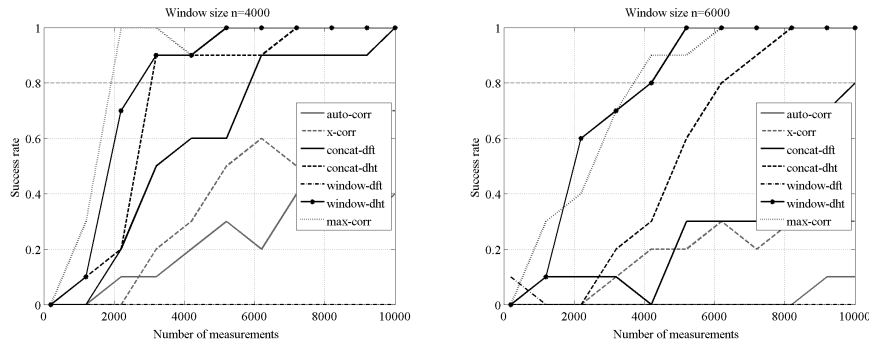 Window size n=4000
Success rate
1
0.8
0.6
0.4
0.2
0
0
2000
4000
6000
8000
10000
Number of measurements
auto-corr
x-corr
concat-dft
concat-dht
window-dft
window-dht
max-corr
Window size n=6000
Success rate
1
0.8
0.6
0.4
0.2
0
0
2000
4000
6000
8000
10000
Number of measurements
auto-corr
x-corr
concat-dft
concat-dht
window-dft
window-dht
max-corr